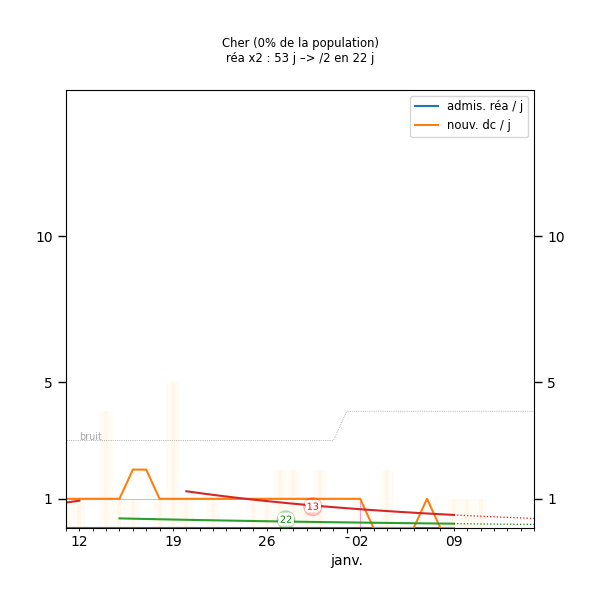 Cher (0% de la population)
réa x2 : 53 j –> /2 en 22 j
admis. réa / j
nouv. dc / j
10
10
5
5
bruit
1
1
13
22
12
19
26
02
09
janv.